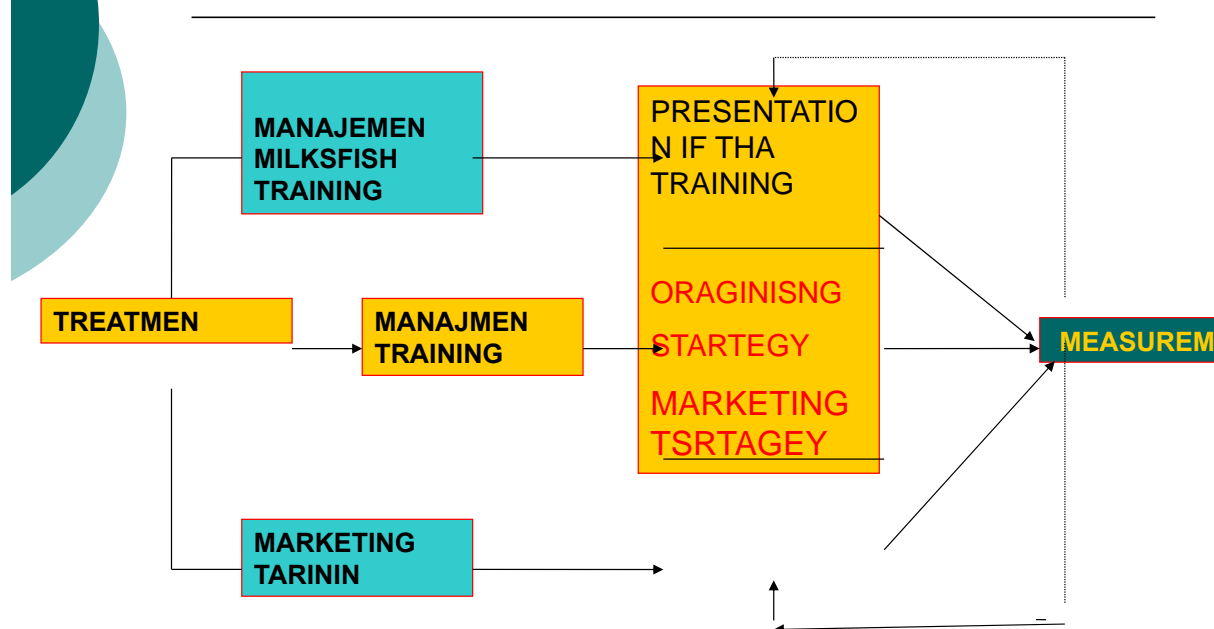 MANAJEMEN
MILKSFISH
TRAINING
PRESENTATIO
N IF THA
TRAINING
TREATMEN
MANAJMEN
TRAINING
ORAGINISNG
STARTEGY
MARKETING
TSRTAGEY
MEASUREM
MARKETING
TARININ